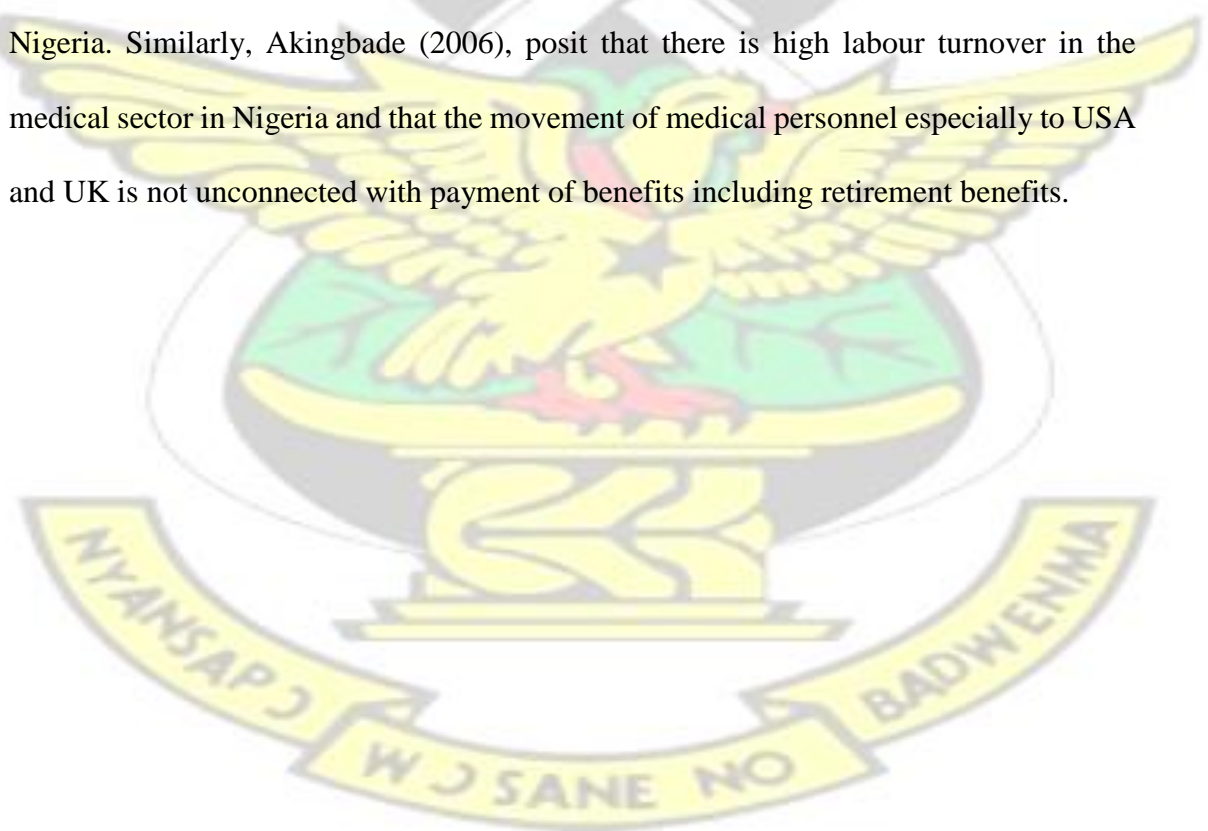 Nigeria. Similarly, Akingbade (2006), posit that there is high labour turnover in the
medical sector in Nigeria and that the movement of medical personnel especially to USA
and UK is not unconnected with payment of benefits including retirement benefits.
NYANSAPƆ
WƆ SANE NO
BADWENMA